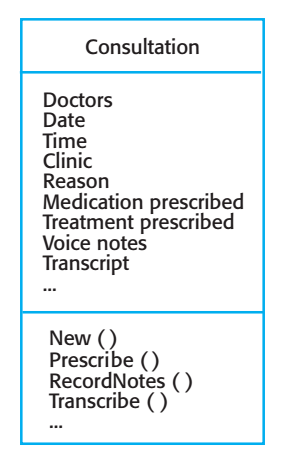 Consultation
Doctors
Date
Time
Clinic
Reason
Medication prescribed
Treatment prescribed
Voice notes
Transcript
...
New ( )
Prescribe ( )
RecordNotes ( )
Transcribe ( )
...